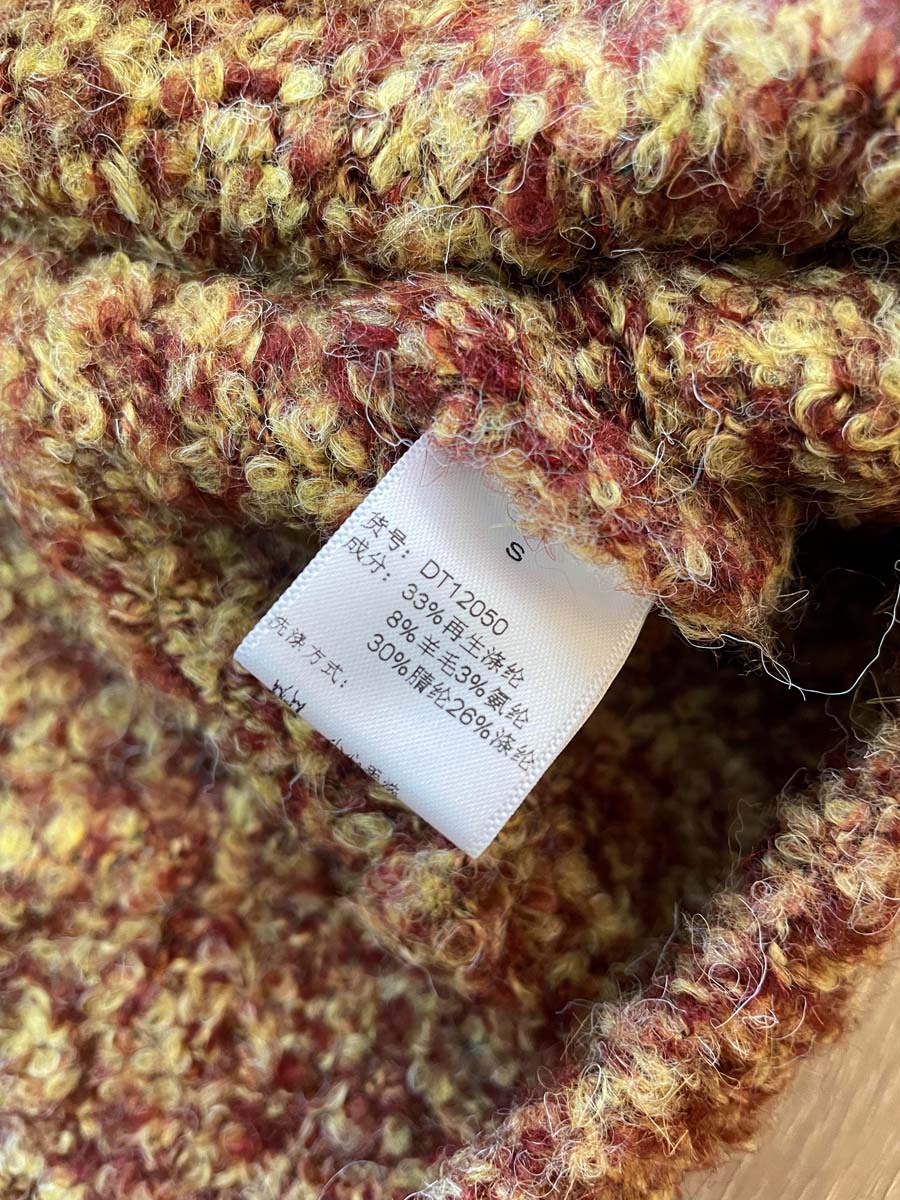 S
货号: DT12050
成分: 33%再生涤纶
8%羊毛3%氨纶
30%腈纶26%涤纶
洗涤方式: